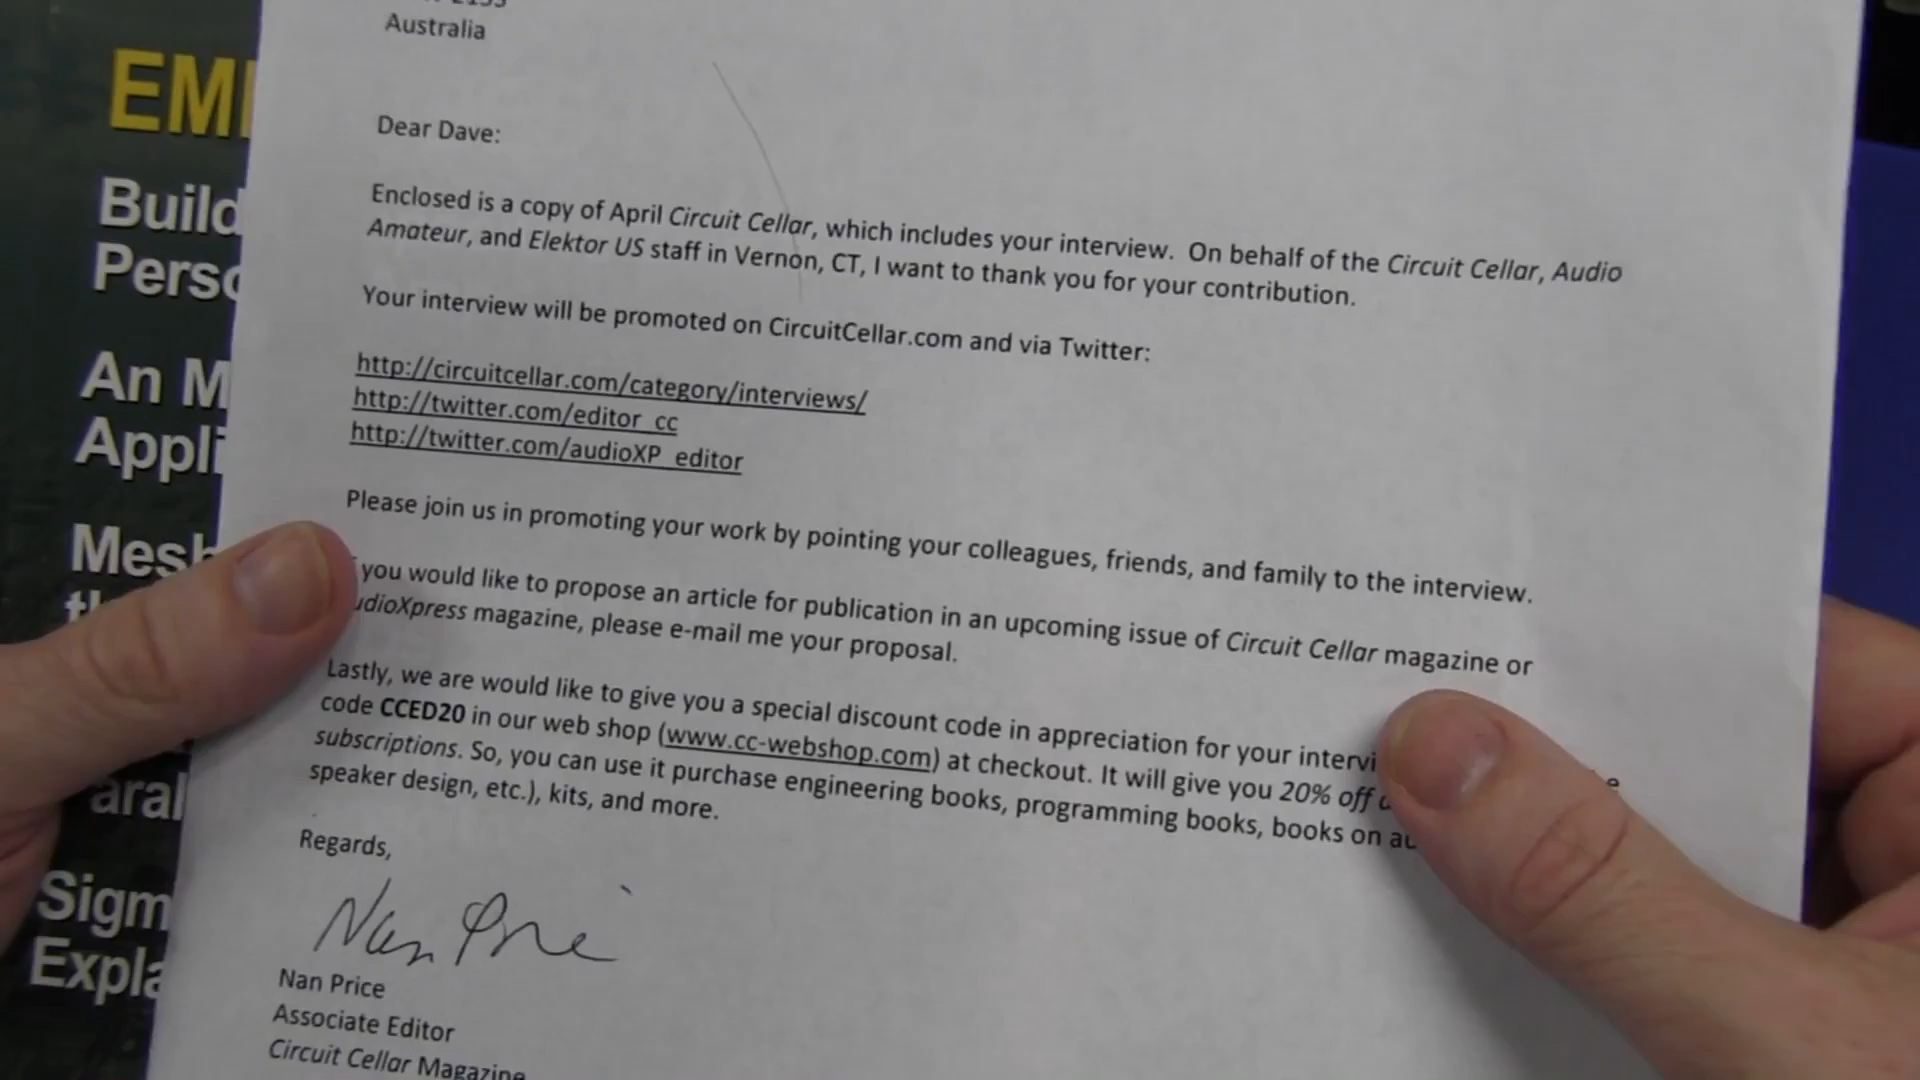 Australia
Dear Dave:
Enclosed is a copy of April Circuit Cellar, which includes your interview. On behalf of the Circuit Cellar, Audio
Amateur, and Elektor US staff in Vernon, CT, I want to thank you for your contribution.
Your interview will be promoted on CircuitCellar.com and via Twitter:
http://circuitcellar.com/category/interviews/
http://twitter.com/editor_cc
http://twitter.com/audioXP_editor
Please join us in promoting your work by pointing your colleagues, friends, and family to the interview.
you would like to propose an article for publication in an upcoming issue of Circuit Cellar magazine or
udioXpress magazine, please e-mail me your proposal.
Lastly, we are would like to give you a special discount code in appreciation for your intervi
code CCED20 in our web shop (www.cc-webshop.com) at checkout. It will give you 20% off
subscriptions. So, you can use it purchase engineering books, programming books, books on au
speaker design, etc.), kits, and more.
Regards,
Nan Price
Nan Price
Associate Editor
Circuit Cellar Magazine
EM
Build
Pers
An M
Appli
Mesh
aral
Sigm
Expla